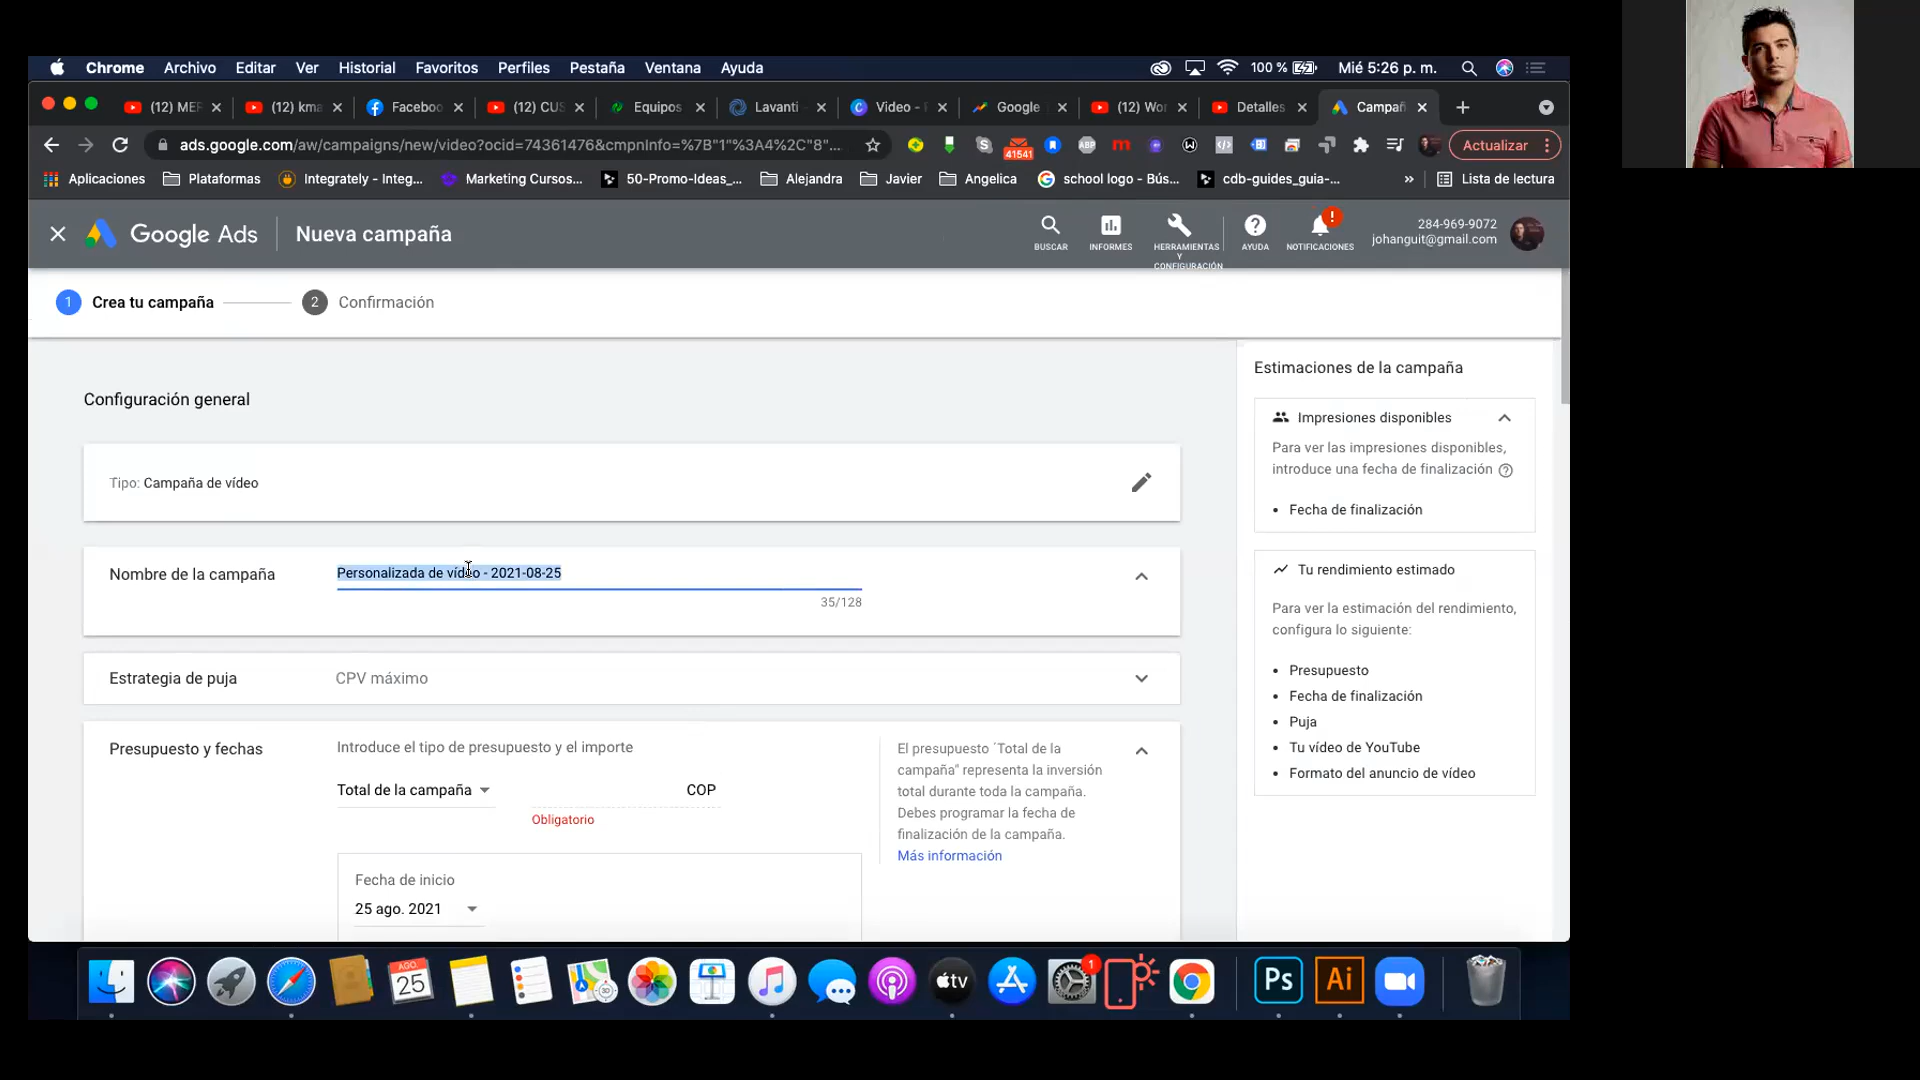 Chrome Archivo Editar Ver Historial Favoritos Perfiles Pestaña Ventana Ayuda 100 % Mié 5:26 p. m.
(12) MER (12) kma Faceboo (12) CUS Equipos Lavanti - Video - Google (12) Wor Detalles Campañ
ads.google.com/aw/campaigns/new/video?ocid=74361476&cmpnInfo=%7B"1"%3A4%2C"8"... 41541 ABP m Actualizar
Aplicaciones Plataformas Integrately - Integ... Marketing Cursos... 50-Promo-Ideas_... Alejandra Javier Angelica school logo - Bús... cdb-guides_guia-... » Lista de lectura
Google Ads Nueva campaña
BUSCAR INFORMES HERRAMIENTAS Y CONFIGURACIÓN AYUDA NOTIFICACIONES
284-969-9072
johanguit@gmail.com
1 Crea tu campaña 2 Confirmación
Configuración general
Tipo: Campaña de vídeo
Nombre de la campaña Personalizada de vídeo - 2021-08-25
35/128
Estrategia de puja CPV máximo
Presupuesto y fechas Introduce el tipo de presupuesto y el importe
Total de la campaña COP
Obligatorio
Fecha de inicio
25 ago. 2021
El presupuesto ´Total de la
campaña" representa la inversión
total durante toda la campaña.
Debes programar la fecha de
finalización de la campaña.
Más información
Estimaciones de la campaña
Impresiones disponibles
Para ver las impresiones disponibles,
introduce una fecha de finalización
• Fecha de finalización
Tu rendimiento estimado
Para ver la estimación del rendimiento,
configura lo siguiente:
• Presupuesto
• Fecha de finalización
• Puja
• Tu vídeo de YouTube
• Formato del anuncio de vídeo
AGO
25
tv
1
Ps
Ai